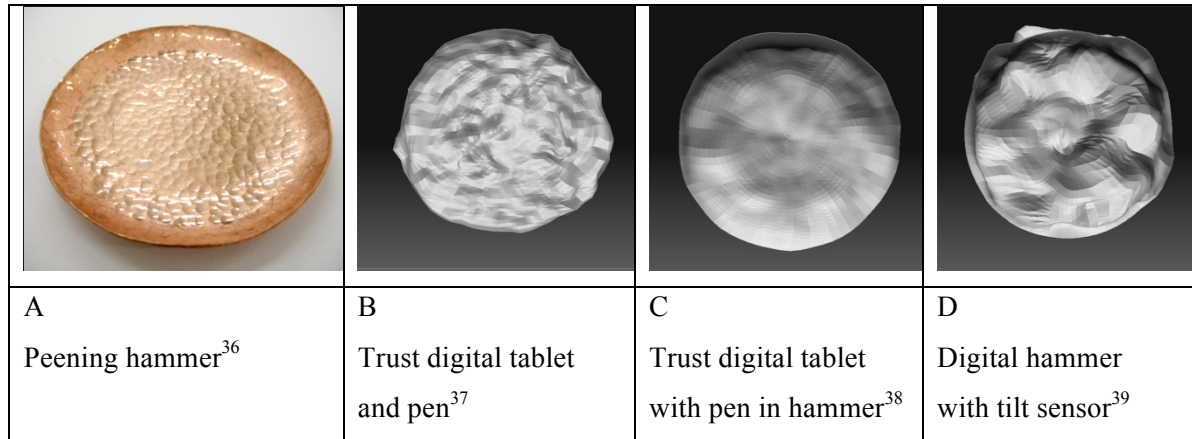 A
Peening hammer36
B
Trust digital tablet
and pen37
C
Trust digital tablet
with pen in hammer38
D
Digital hammer
with tilt sensor39